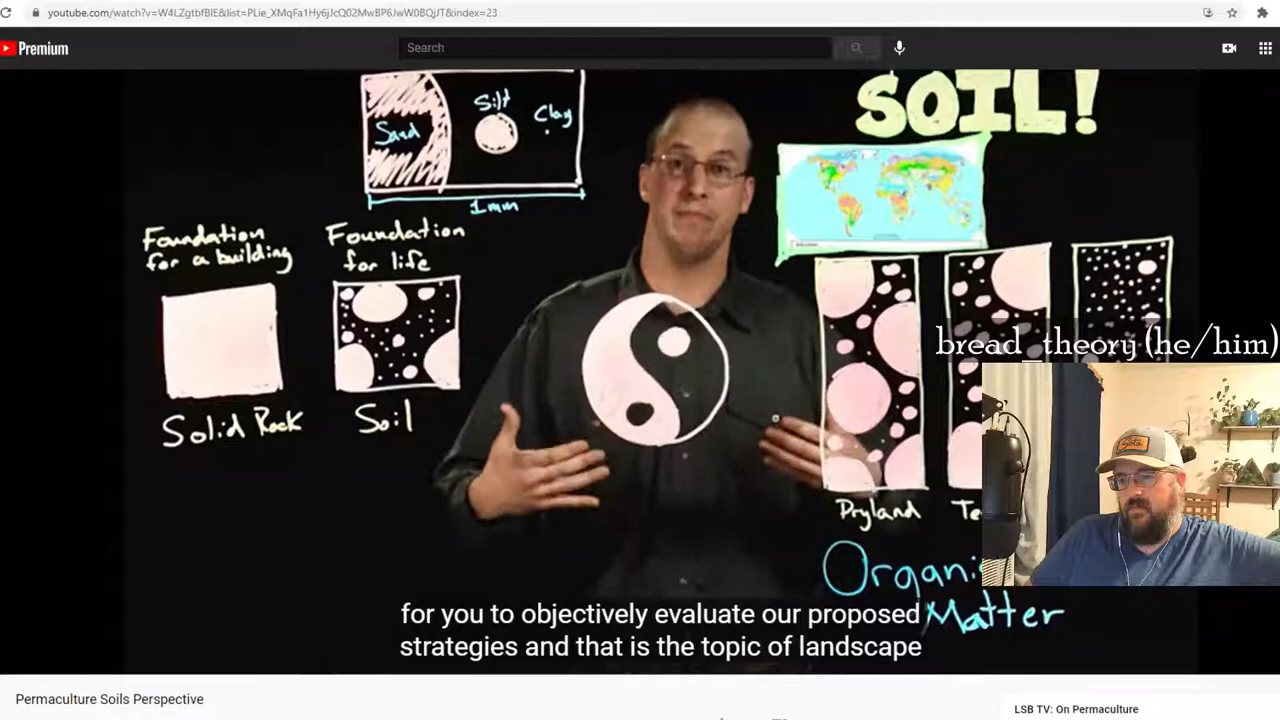 youtube.com/watch?v=W4LZgtbfBlE&list=PLie_XMqFa1Hy6jJcQ02MwBP6JwW0BQjJT&index=23
Premium
Search
SOIL!
Sand
Silt
Clay
1mm
Foundation
for a building
Foundation
for life
Solid Rock
Soil
bread_theory (he/him)
Dryland
Te
Organi
Matter
for you to objectively evaluate our proposed
strategies and that is the topic of landscape
Permaculture Soils Perspective
LSB TV: On Permaculture